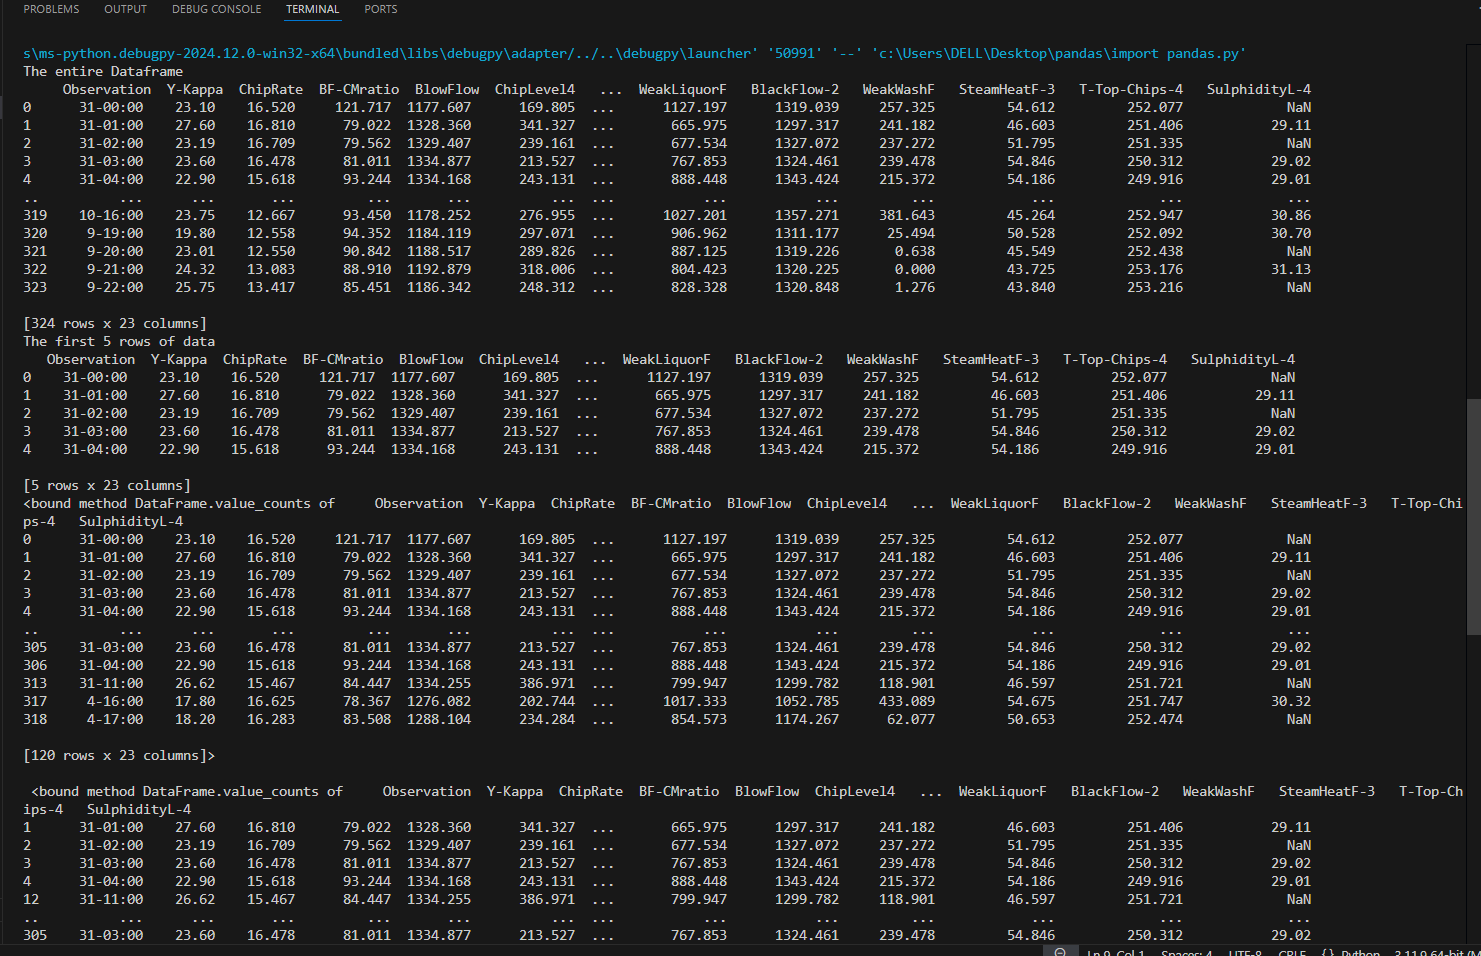 PROBLEMS OUTPUT DEBUG CONSOLE TERMINAL PORTS
s\ms-python.debugpy-2024.12.0-win32-x64\bundled\libs\debugpy\adapter/../..\debugpy\launcher' '50991' '--' 'c:\Users\DELL\Desktop\pandas\import pandas.py'
The entire Dataframe
Observation Y-Kappa ChipRate BF-CMratio BlowFlow ChipLevel4 ... WeakLiquorF BlackFlow-2 WeakWashF SteamHeatF-3 T-Top-Chips-4 SulphidityL-4
0 31-00:00 23.10 16.520 121.717 1177.607 169.805 ... 1127.197 1319.039 257.325 54.612 252.077 NaN
1 31-01:00 27.60 16.810 79.022 1328.360 341.327 ... 665.975 1297.317 241.182 46.603 251.406 29.11
2 31-02:00 23.19 16.709 79.562 1329.407 239.161 ... 677.534 1327.072 237.272 51.795 251.335 NaN
3 31-03:00 23.60 16.478 81.011 1334.877 213.527 ... 767.853 1324.461 239.478 54.846 250.312 29.02
4 31-04:00 22.90 15.618 93.244 1334.168 243.131 ... 888.448 1343.424 215.372 54.186 249.916 29.01
.. ... ... ... ... ... ... ... ... ... ... ... ... ...
319 10-16:00 23.75 12.667 93.450 1178.252 276.955 ... 1027.201 1357.271 381.643 45.264 252.947 30.86
320 9-19:00 19.80 12.558 94.352 1184.119 297.071 ... 906.962 1311.177 25.494 50.528 252.092 30.70
321 9-20:00 23.01 12.550 90.842 1188.517 289.826 ... 887.125 1319.226 0.638 45.549 252.438 NaN
322 9-21:00 24.32 13.083 88.910 1192.879 318.006 ... 804.423 1320.225 0.000 43.725 253.176 31.13
323 9-22:00 25.75 13.417 85.451 1186.342 248.312 ... 828.328 1320.848 1.276 43.840 253.216 NaN
[324 rows x 23 columns]
The first 5 rows of data
Observation Y-Kappa ChipRate BF-CMratio BlowFlow ChipLevel4 ... WeakLiquorF BlackFlow-2 WeakWashF SteamHeatF-3 T-Top-Chips-4 SulphidityL-4
0 31-00:00 23.10 16.520 121.717 1177.607 169.805 ... 1127.197 1319.039 257.325 54.612 252.077 NaN
1 31-01:00 27.60 16.810 79.022 1328.360 341.327 ... 665.975 1297.317 241.182 46.603 251.406 29.11
2 31-02:00 23.19 16.709 79.562 1329.407 239.161 ... 677.534 1327.072 237.272 51.795 251.335 NaN
3 31-03:00 23.60 16.478 81.011 1334.877 213.527 ... 767.853 1324.461 239.478 54.846 250.312 29.02
4 31-04:00 22.90 15.618 93.244 1334.168 243.131 ... 888.448 1343.424 215.372 54.186 249.916 29.01
[5 rows x 23 columns]
<bound method DataFrame.value_counts of Observation Y-Kappa ChipRate BF-CMratio BlowFlow ChipLevel4 ... WeakLiquorF BlackFlow-2 WeakWashF SteamHeatF-3 T-Top-Chi
ps-4 SulphidityL-4
0 31-00:00 23.10 16.520 121.717 1177.607 169.805 ... 1127.197 1319.039 257.325 54.612 252.077 NaN
1 31-01:00 27.60 16.810 79.022 1328.360 341.327 ... 665.975 1297.317 241.182 46.603 251.406 29.11
2 31-02:00 23.19 16.709 79.562 1329.407 239.161 ... 677.534 1327.072 237.272 51.795 251.335 NaN
3 31-03:00 23.60 16.478 81.011 1334.877 213.527 ... 767.853 1324.461 239.478 54.846 250.312 29.02
4 31-04:00 22.90 15.618 93.244 1334.168 243.131 ... 888.448 1343.424 215.372 54.186 249.916 29.01
.. ... ... ... ... ... ... ... ... ... ... ... ... ...
305 31-03:00 23.60 16.478 81.011 1334.877 213.527 ... 767.853 1324.461 239.478 54.846 250.312 29.02
306 31-04:00 22.90 15.618 93.244 1334.168 243.131 ... 888.448 1343.424 215.372 54.186 249.916 29.01
313 31-11:00 26.62 15.467 84.447 1334.255 386.971 ... 799.947 1299.782 118.901 46.597 251.721 NaN
317 4-16:00 17.80 16.625 78.367 1276.082 202.744 ... 1017.333 1052.785 433.089 54.675 251.747 30.32
318 4-17:00 18.20 16.283 83.508 1288.104 234.284 ... 854.573 1174.267 62.077 50.653 252.474 NaN
[120 rows x 23 columns]>
<bound method DataFrame.value_counts of Observation Y-Kappa ChipRate BF-CMratio BlowFlow ChipLevel4 ... WeakLiquorF BlackFlow-2 WeakWashF SteamHeatF-3 T-Top-Ch
ips-4 SulphidityL-4
1 31-01:00 27.60 16.810 79.022 1328.360 341.327 ... 665.975 1297.317 241.182 46.603 251.406 29.11
2 31-02:00 23.19 16.709 79.562 1329.407 239.161 ... 677.534 1327.072 237.272 51.795 251.335 NaN
3 31-03:00 23.60 16.478 81.011 1334.877 213.527 ... 767.853 1324.461 239.478 54.846 250.312 29.02
4 31-04:00 22.90 15.618 93.244 1334.168 243.131 ... 888.448 1343.424 215.372 54.186 249.916 29.01
12 31-11:00 26.62 15.467 84.447 1334.255 386.971 ... 799.947 1299.782 118.901 46.597 251.721 NaN
.. ... ... ... ... ... ... ... ... ... ... ... ... ...
305 31-03:00 23.60 16.478 81.011 1334.877 213.527 ... 767.853 1324.461 239.478 54.846 250.312 29.02
Ln 9, Col 1 Spaces: 4 UTF-8 CRLF {} Python 3.11.9 64-bit